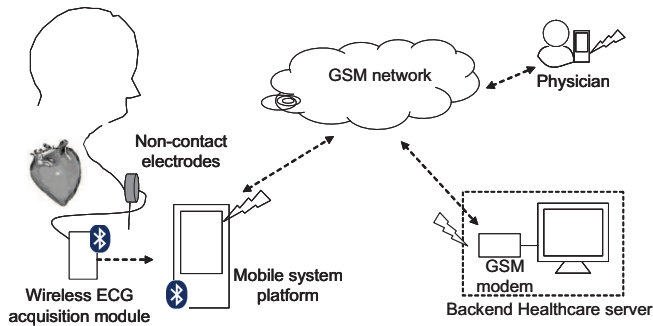 GSM network
Physician
Non-contact
electrodes
Wireless ECG
acquisition module
Mobile system
platform
GSM
modem
Backend Healthcare server